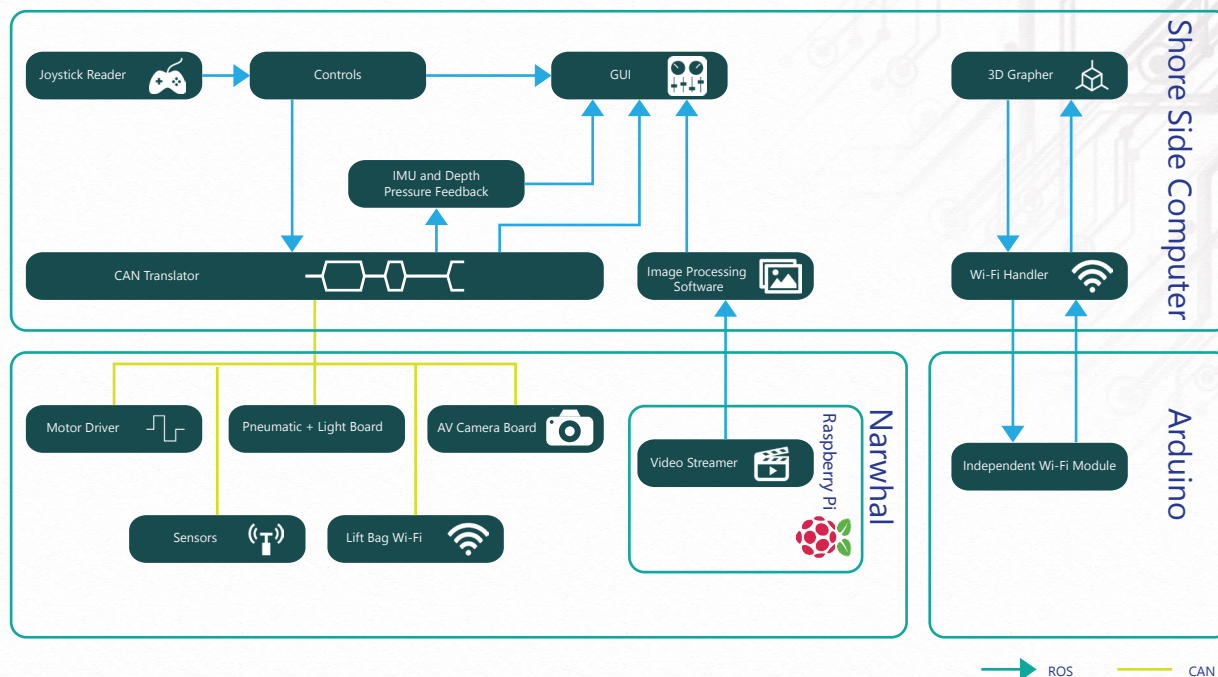 Joystick Reader
Controls
GUI
3D Grapher
Shore Side Computer
IMU and Depth
Pressure Feedback
CAN Translator
Image Processing
Software
Wi-Fi Handler
Motor Driver
Pneumatic + Light Board
AV Camera Board
Sensors
Lift Bag Wi-Fi
Video Streamer
Raspberry Pi
Narwhal
Independent Wi-Fi Module
Arduino
ROS
CAN